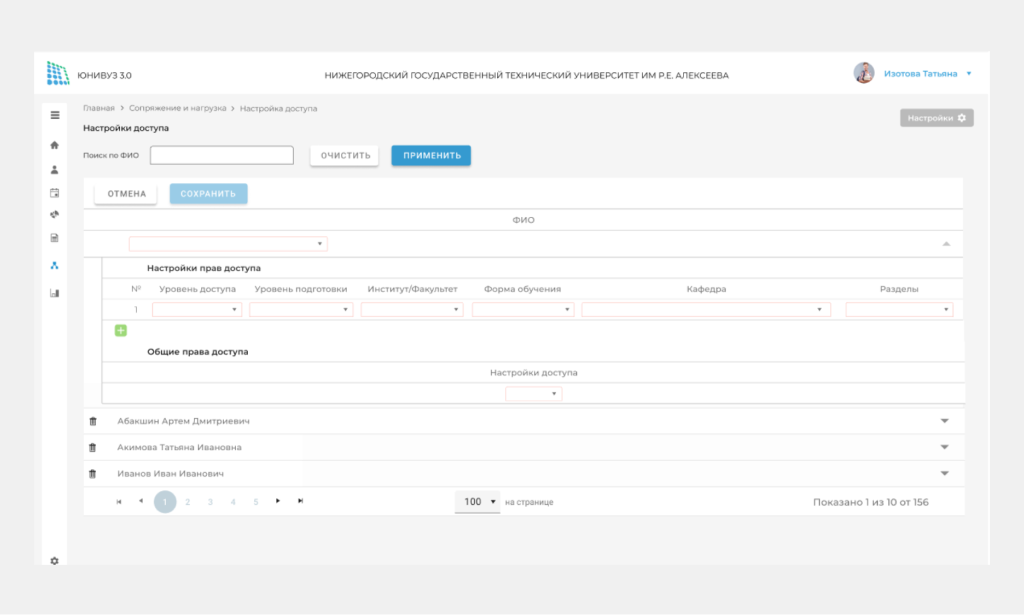 ЮНИВУЗ 3.0
НИЖЕГОРОДСКИЙ ГОСУДАРСТВЕННЫЙ ТЕХНИЧЕСКИЙ УНИВЕРСИТЕТ ИМ Р.Е. АЛЕКСЕЕВА
Изотова Татьяна
Главная > Сопряжение и нагрузка > Настройка доступа
Настройки
Настройки доступа
Поиск по ФИО
ОЧИСТИТЬ
ПРИМЕНИТЬ
ОТМЕНА
СОХРАНИТЬ
ФИО
Настройки прав доступа
№ Уровень доступа Уровень подготовки Институт/Факультет Форма обучения Кафедра Разделы
1
Общие права доступа
Настройки доступа
Абакшин Артем Дмитриевич
Акимова Татьяна Ивановна
Иванов Иван Иванович
1 2 3 4 5
100 на странице
Показано 1 из 10 от 156